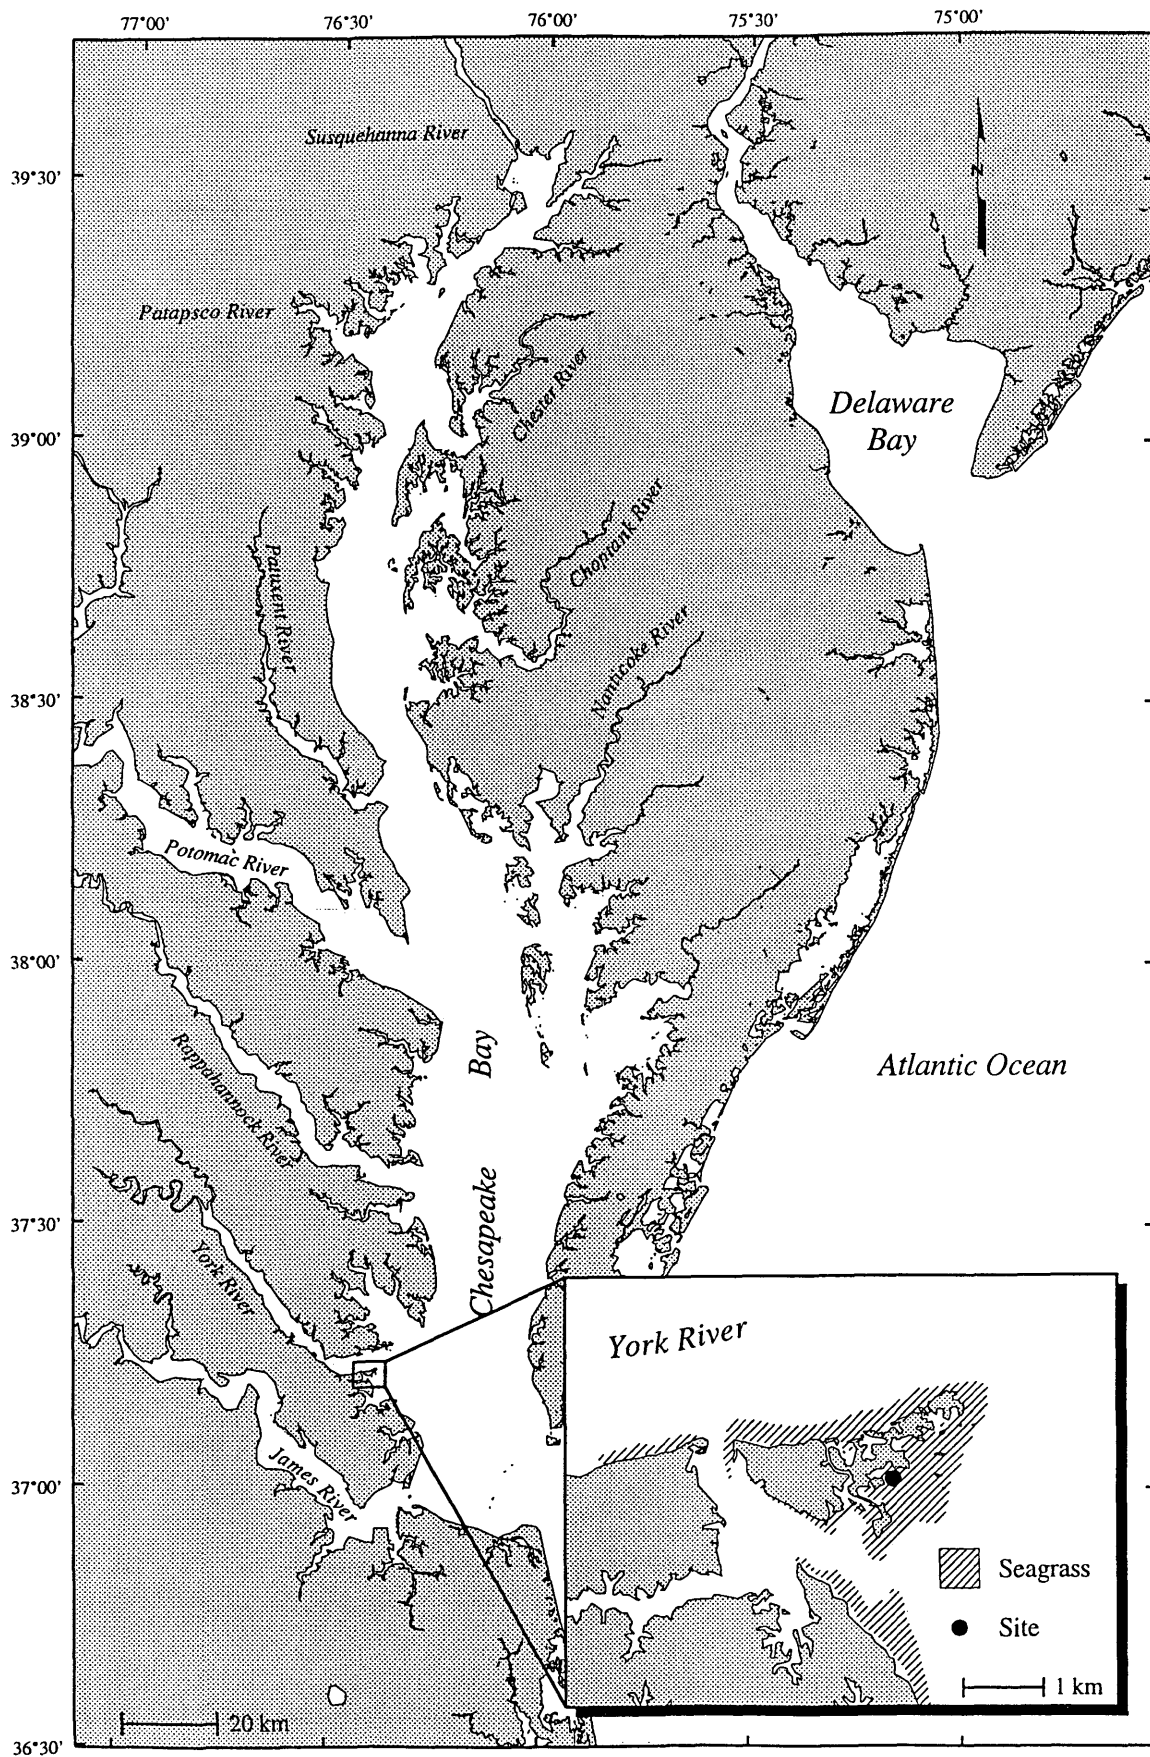 77°00'
76°30'
76°00'
75°30'
75°00'
Susquehanna River
39°30'
N
Patapsco River
Chester River
Delaware
Bay
39°00'
Choptank River
Patuxent River
Nanticoke River
38°30'
Potomac River
38°00'
Rappahannock River
Bay
Atlantic Ocean
Chesapeake
37°30'
York River
York River
James River
37°00'
Seagrass
Site
1 km
20 km
36°30'